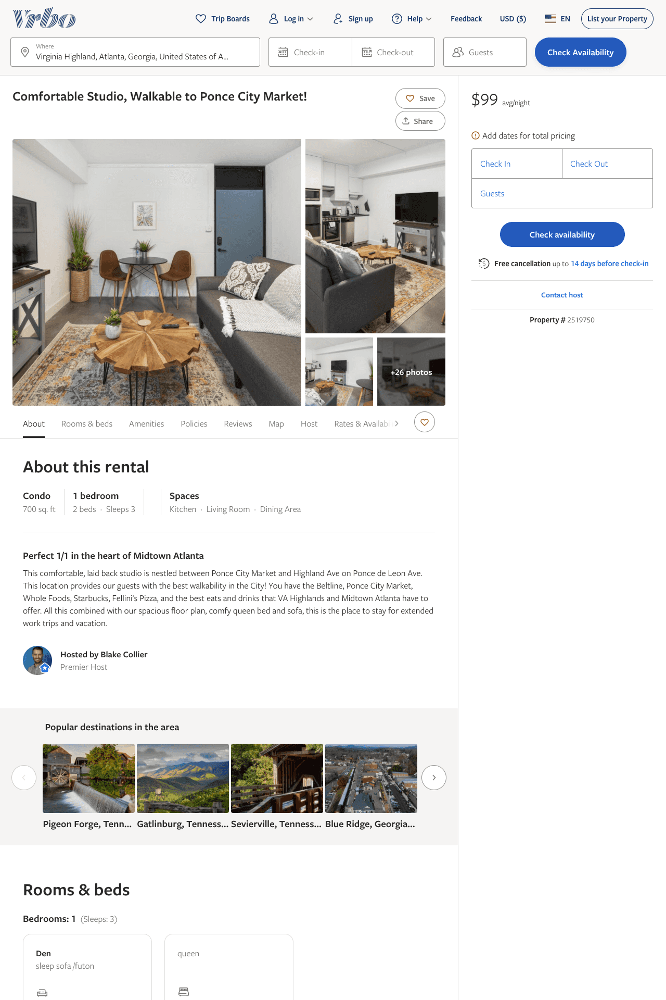 Vrbo
Trip Boards
Log in
Sign up
Help
Feedback
USD ($)
EN
List your Property
Where
Virginia Highland, Atlanta, Georgia, United States of A...
Check-in
Check-out
Guests
Check Availability
Comfortable Studio, Walkable to Ponce City Market!
Save
Share
+26 photos
$99 avg/night
Add dates for total pricing
Check In
Check Out
Guests
Check availability
Free cancellation up to 14 days before check-in
Contact host
Property # 2519750
About
Rooms & beds
Amenities
Policies
Reviews
Map
Host
Rates & Availabili
About this rental
Condo
700 sq. ft
1 bedroom
2 beds · Sleeps 3
Spaces
Kitchen · Living Room · Dining Area
Perfect 1/1 in the heart of Midtown Atlanta
This comfortable, laid back studio is nestled between Ponce City Market and Highland Ave on Ponce de Leon Ave.
This location provides our guests with the best walkability in the City! You have the Beltline, Ponce City Market,
Whole Foods, Starbucks, Fellini's Pizza, and the best eats and drinks that VA Highlands and Midtown Atlanta have to
offer. All this combined with our spacious floor plan, comfy queen bed and sofa, this is the place to stay for extended
work trips and vacation.
Hosted by Blake Collier
Premier Host
Popular destinations in the area
Pigeon Forge, Tenn...
Gatlinburg, Tenness...
Sevierville, Tenness...
Blue Ridge, Georgia...
Rooms & beds
Bedrooms: 1 (Sleeps: 3)
Den
sleep sofa /futon
queen